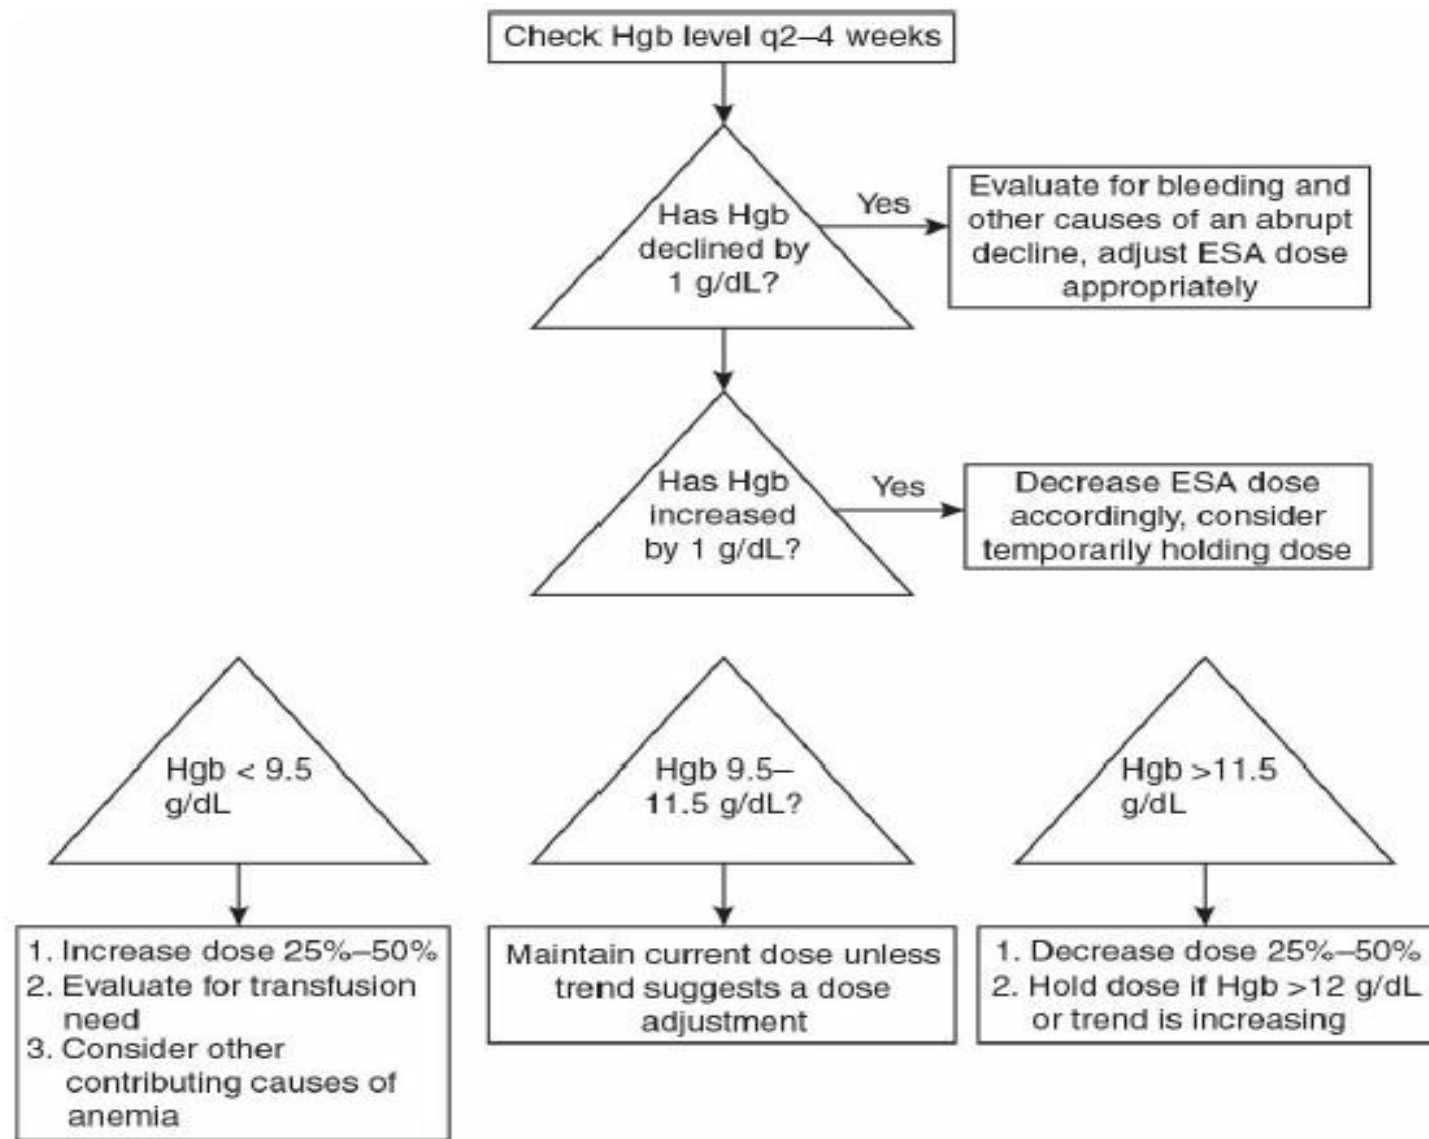 Check Hgb level q2–4 weeks
Has Hgb
declined by
1 g/dL?
Yes
Evaluate for bleeding and
other causes of an abrupt
decline, adjust ESA dose
appropriately
Has Hgb
increased
by 1 g/dL?
Yes
Decrease ESA dose
accordingly, consider
temporarily holding dose
Hgb < 9.5
g/dL
Hgb 9.5–
11.5 g/dL?
Hgb >11.5
g/dL
1. Increase dose 25%–50%
2. Evaluate for transfusion
need
3. Consider other
contributing causes of
anemia
Maintain current dose unless
trend suggests a dose
adjustment
1. Decrease dose 25%–50%
2. Hold dose if Hgb >12 g/dL
or trend is increasing